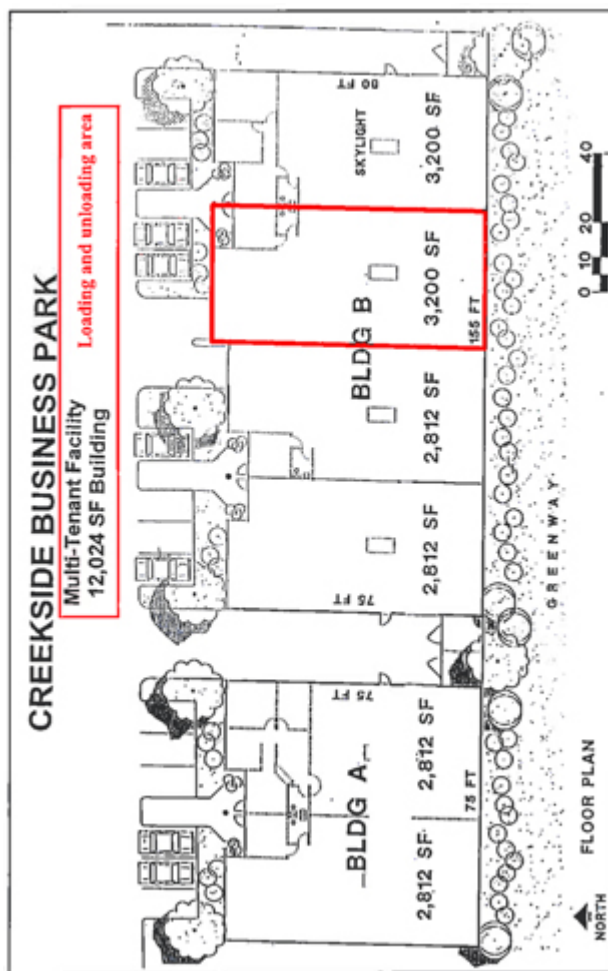 CREEKSIDE BUSINESS PARK
Multi-Tenant Facility
Loading and unloading area
12,024 SF Building
BLDG A
2,812 SF
2,812 SF
75 FT
75 FT
BLDG B
2,812 SF
2,812 SF
3,200 SF
3,200 SF
75 FT
155 FT
80 FT
SKYLIGHT
GREENWAY
NORTH
FLOOR PLAN
0 10 20 40